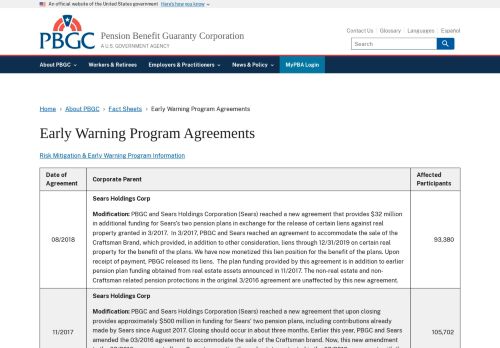 An official website of the United States government Here's how you know
PBGC
Pension Benefit Guaranty Corporation
A U.S. GOVERNMENT AGENCY
Contact Us Glossary Languages Español
Search
About PBGC Workers & Retirees Employers & Practitioners News & Policy MyPBA Login
Home › About PBGC › Fact Sheets › Early Warning Program Agreements
Early Warning Program Agreements
Risk Mitigation & Early Warning Program Information
Date of Agreement Corporate Parent Affected Participants
Sears Holdings Corp
08/2018
Modification: PBGC and Sears Holdings Corporation (Sears) reached a new agreement that provides $32 million
in additional funding for Sears's two pension plans in exchange for the release of certain liens against real
property granted in 3/2017. In 3/2017, PBGC and Sears reached an agreement to accommodate the sale of the
Craftsman Brand, which provided, in addition to other consideration, liens through 12/31/2019 on certain real
property for the benefit of the plans. We have now monetized this lien position for the benefit of the plans. Upon
receipt of payment, PBGC released its liens. The plan funding provided by this agreement is in addition to earlier
pension plan funding obtained from real estate assets announced in 11/2017. The non-real estate and non-
Craftsman related pension protections in the original 3/2016 agreement are unaffected by this new agreement.
93,380
Sears Holdings Corp
11/2017
Modification: PBGC and Sears Holdings Corporation (Sears) reached a new agreement that upon closing
provides approximately $500 million in funding for Sears' two pension plans, including contributions already
made by Sears since August 2017. Closing should occur in about three months. Earlier this year, PBGC and Sears
amended the 03/2016 agreement to accommodate the sale of the Craftsman brand. Now, this new amendment
105,702